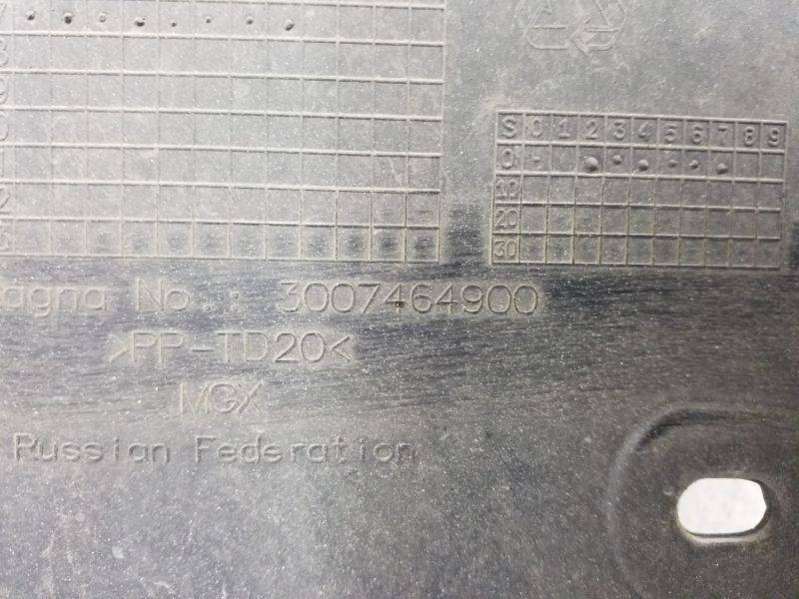 S 0 1 2 3 4 5 6 7 8 9
0
10
20
30
agna No.: 3007464900
>PP-TD20<
MGX
Russian Federation